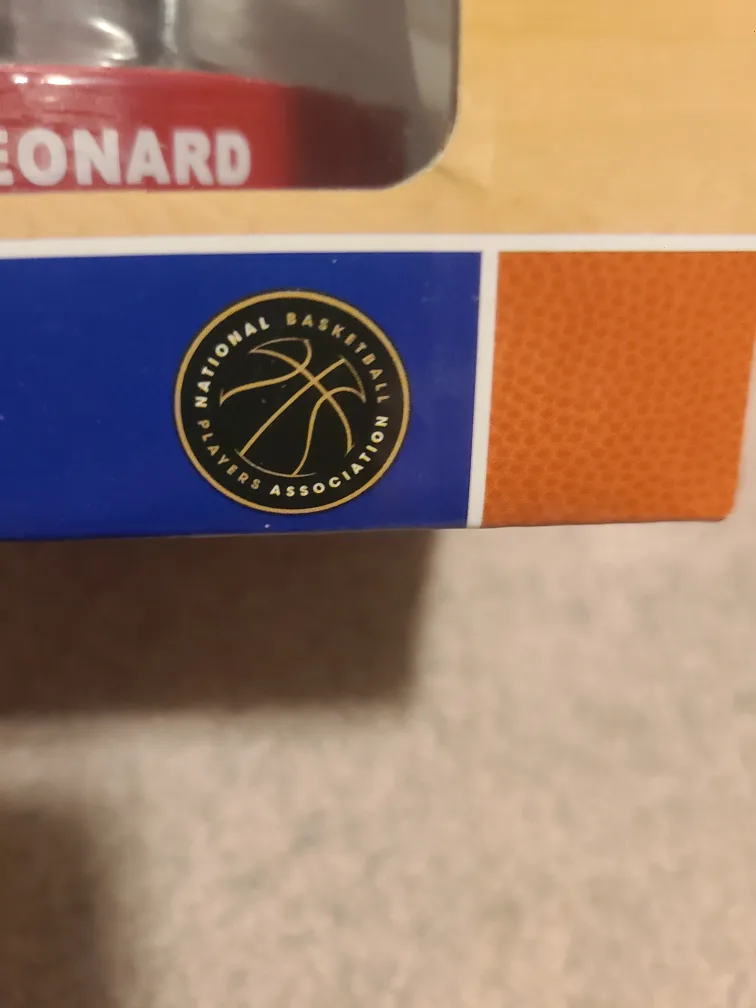 EONARD
NATIONAL BASKETBALL
PLAYERS ASSOCIATION